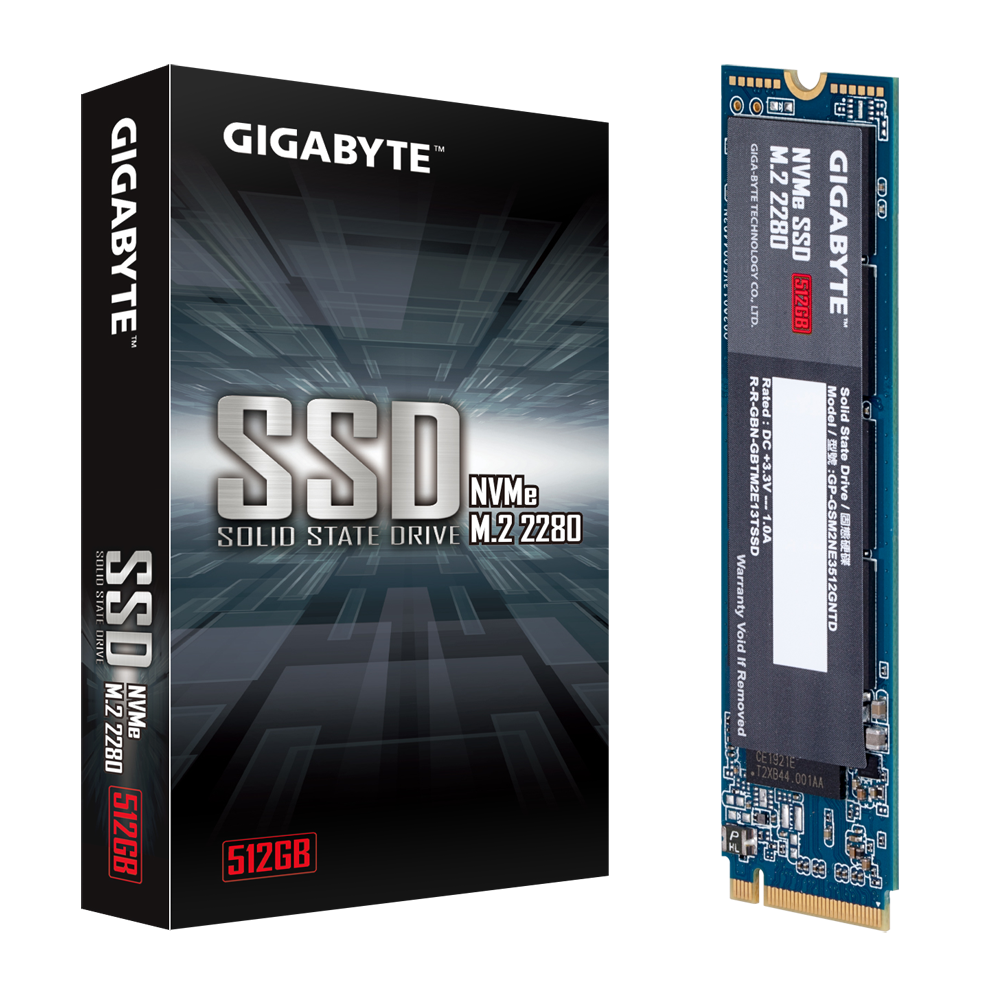 GIGABYTE™
SSD
SOLID STATE DRIVE
NVMe
M.2 2280
512GB
GIGABYTE™
SSD
SOLID STATE DRIVE
NVMe
M.2 2280
512GB
GIGABYTE™
NVMe SSD
M.2 2280
512GB
GIGA-BYTE TECHNOLOGY CO., LTD.
Solid State Drive / 固態硬碟
Model / 型號 :GP-GSM2NE3512GNTD
Rated : DC +3.3V --- 1.0A
R-R-GBN-GBTM2E13TSSD
Warranty Void If Removed
CE1921E
T2XB44.001AA
P
HL